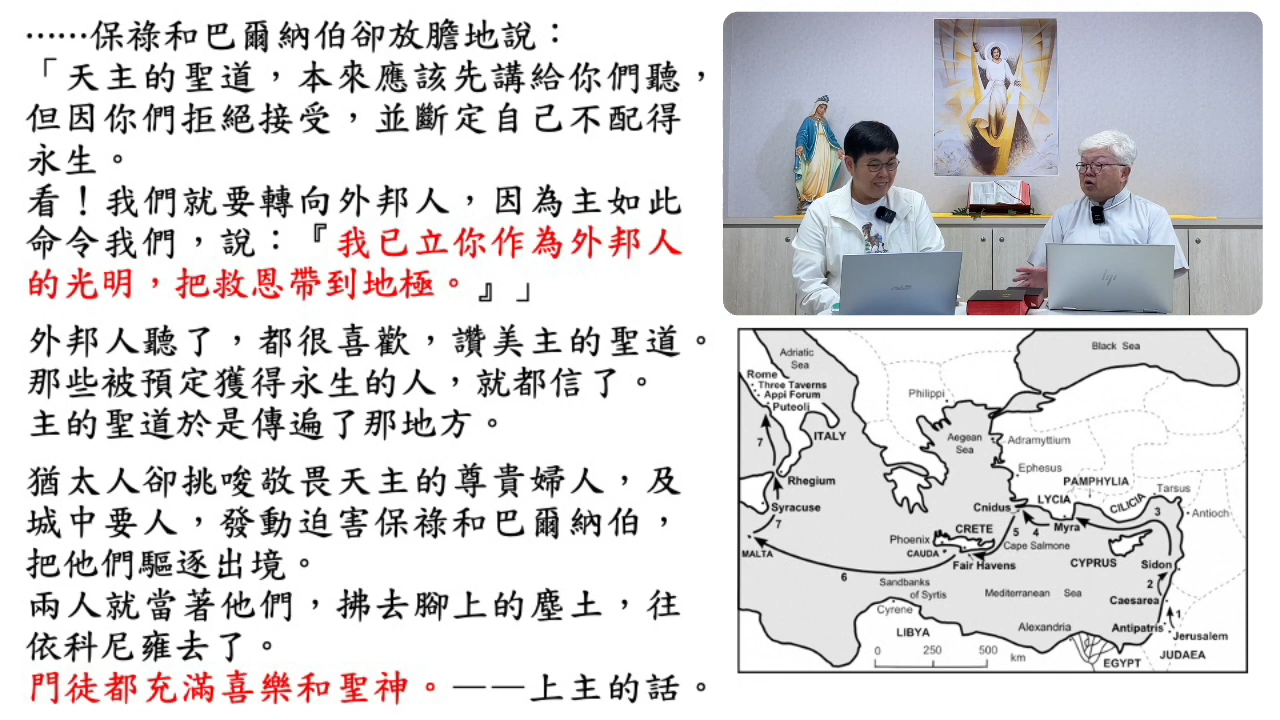 ……保祿和巴爾納伯卻放膽地說：
「天主的聖道，本來應該先講給你們聽，
但因你們拒絕接受，並斷定自己不配得
永生。
看！我們就要轉向外邦人，因為主如此
命令我們，說：『我已立你作為外邦人
的光明，把救恩帶到地極。』」
外邦人聽了，都很喜歡，讚美主的聖道。
那些被預定獲得永生的人，就都信了。
主的聖道於是傳遍了那地方。
猶太人卻挑唆敬畏天主的尊貴婦人，及
城中要人，發動迫害保祿和巴爾納伯，
把他們驅逐出境。
兩人就當著他們，拂去腳上的塵土，往
依科尼雍去了。
門徒都充滿喜樂和聖神。——上主的話。
hp
Black Sea
Adriatic
Sea
Rome
Three Taverns
Appi Forum
Puteoli
Philippi
ITALY
7
Aegean
Sea
Adramyttium
Ephesus
PAMPHYLIA
Rhegium
LYCIA
CILICIA
Tarsus
Cnidus
Syracuse
7
Myra
3
Antioch
Phoenix
CRETE
5
4
Cape Salmone
MALTA
CAUDA
Fair Havens
CYPRUS
Sidon
6
Sandbanks
of Syrtis
Mediterranean Sea
2
Caesarea
Cyrene
1
Alexandria
Antipatris
Jerusalem
LIBYA
JUDAEA
EGYPT
0 250 500 km